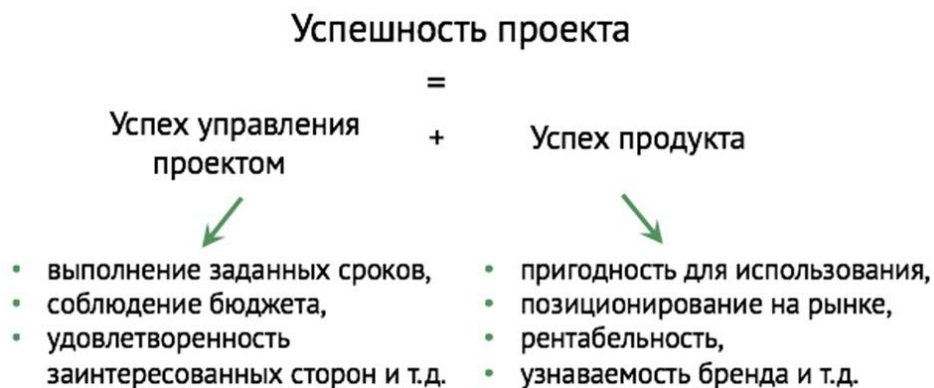 Успешность проекта
=
Успех управления
проектом
+
Успех продукта
• выполнение заданных сроков,
• соблюдение бюджета,
• удовлетворенность
заинтересованных сторон и т.д.
• пригодность для использования,
• позиционирование на рынке,
• рентабельность,
• узнаваемость бренда и т.д.